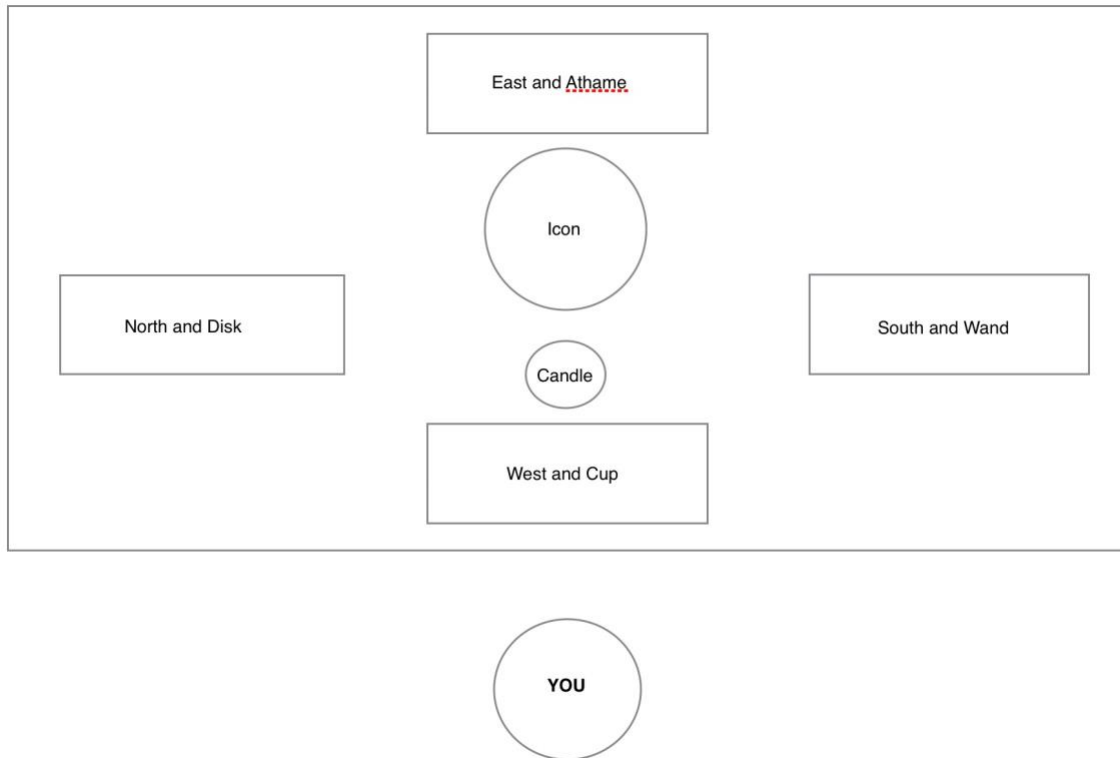 East and Athame
Icon
North and Disk
South and Wand
Candle
West and Cup
YOU